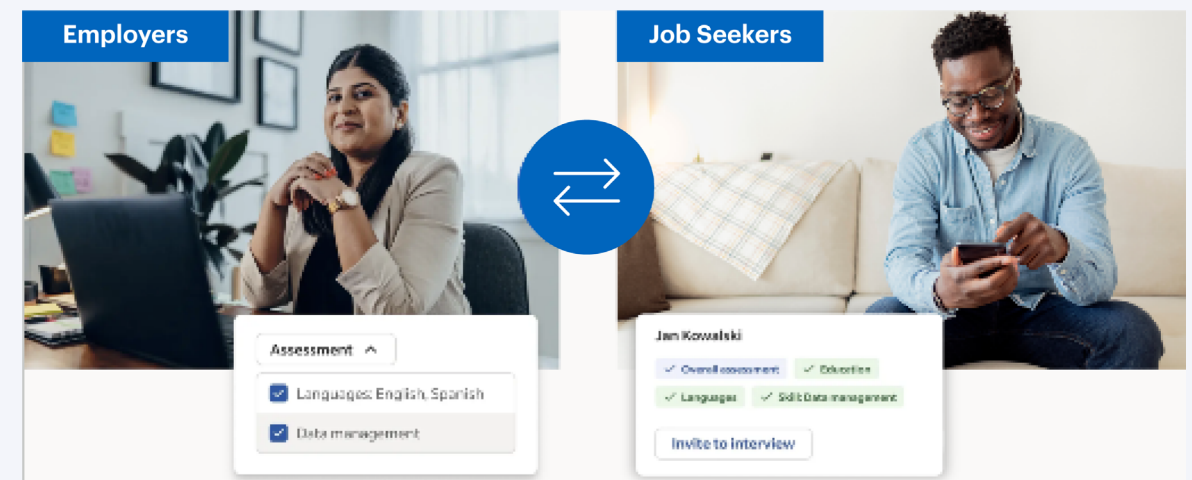 Employers
Job Seekers
Assessment
Languages: English, Spanish
Data management
Jan Kowalski
Overall assessment
Education
Languages
Skill: Data management
Invite to interview